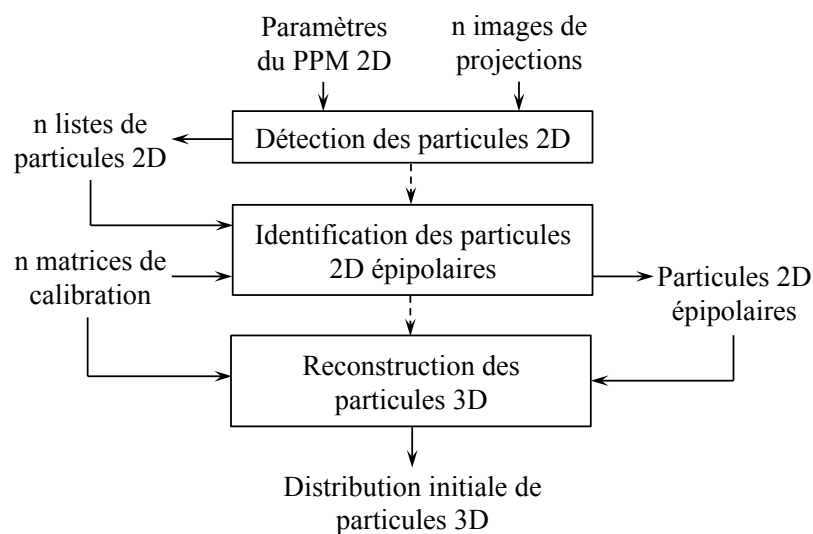 Paramètres
du PPM 2D
n images de
projections
n listes de
particules 2D
Détection des particules 2D
Identification des particules
2D épipolaires
n matrices de
calibration
Particules 2D
épipolaires
Reconstruction des
particules 3D
Distribution initiale de
particules 3D